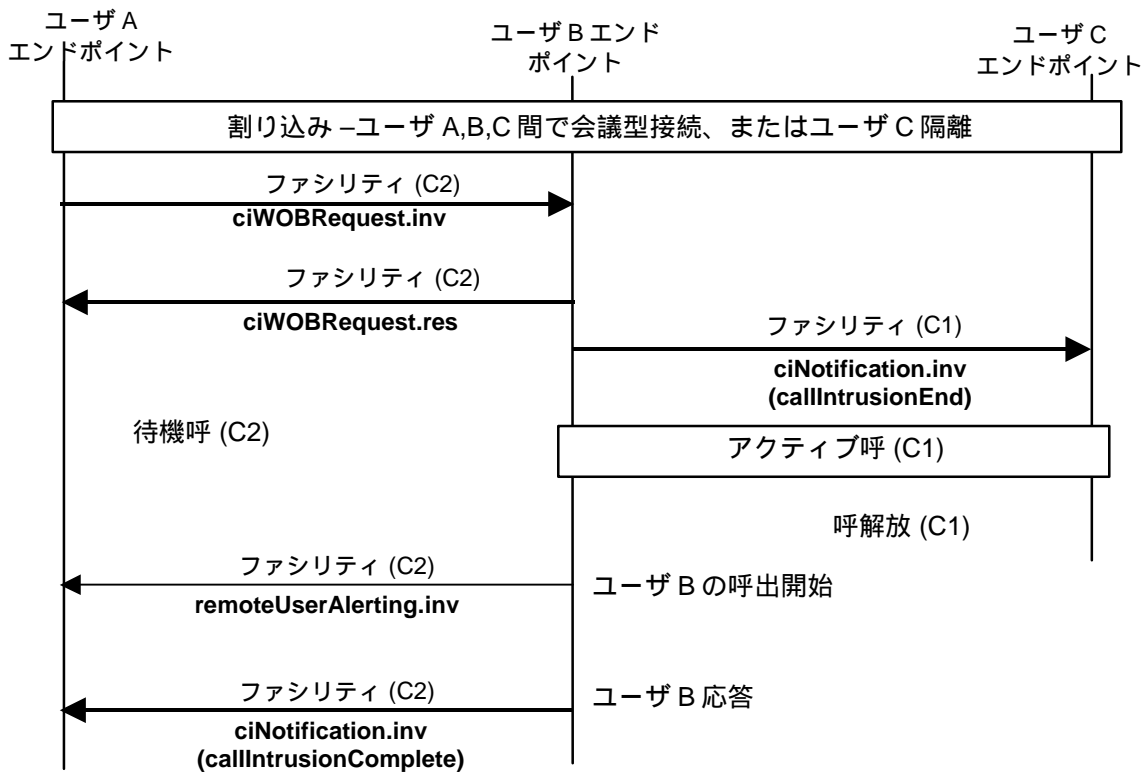 ユーザ A
エンドポイント
ユーザ B エンド
ポイント
ユーザ C
エンドポイント
割り込み –ユーザ A,B,C 間で会議型接続、またはユーザ C 隔離
ファシリティ (C2)
ciWOBRequest.inv
ファシリティ (C2)
ciWOBRequest.res
ファシリティ (C1)
ciNotification.inv
(callIntrusionEnd)
待機呼 (C2)
アクティブ呼 (C1)
呼解放 (C1)
ファシリティ (C2)
remoteUserAlerting.inv
ユーザ B の呼出開始
ファシリティ (C2)
ciNotification.inv
(callIntrusionComplete)
ユーザ B 応答